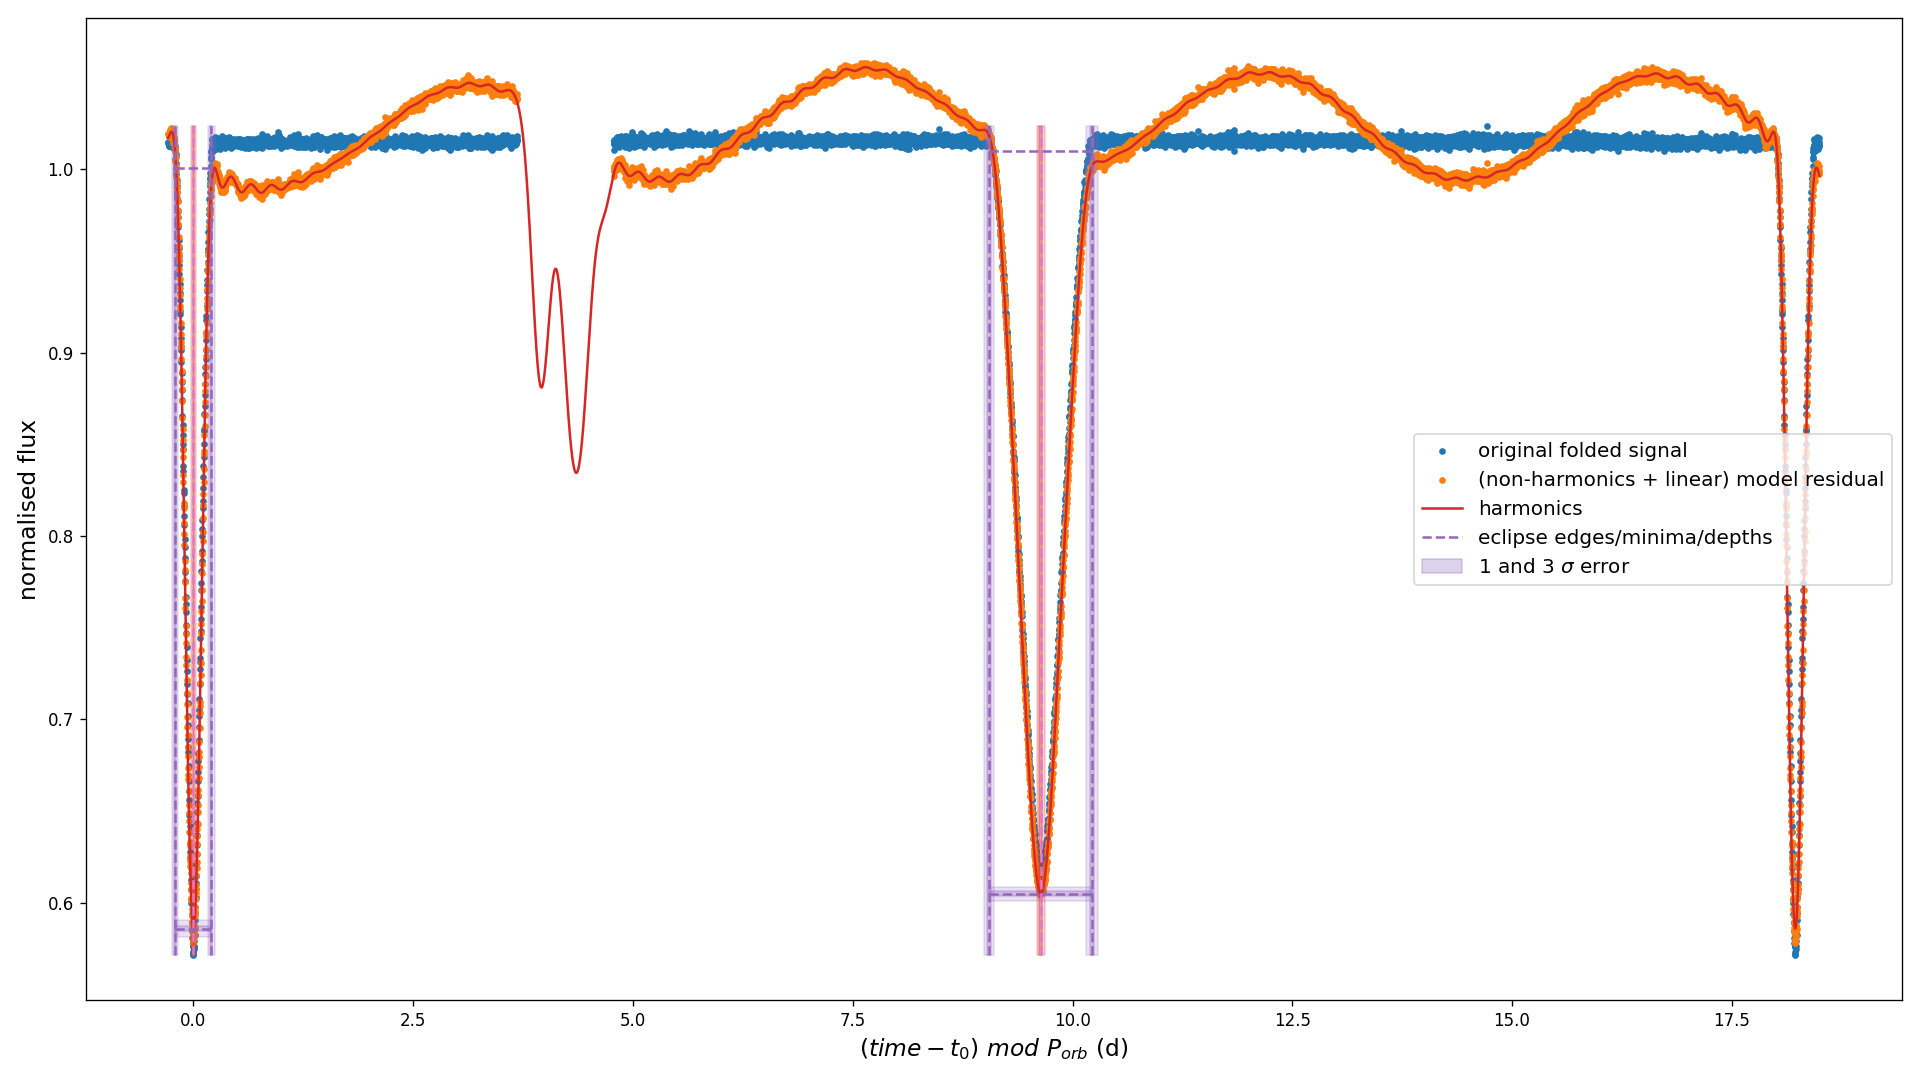 normalised flux
1.0
0.9
0.8
0.7
0.6
0.0
2.5
5.0
7.5
10.0
12.5
15.0
17.5
(time − t₀) mod P_orb (d)
original folded signal
(non-harmonics + linear) model residual
harmonics
eclipse edges/minima/depths
1 and 3 σ error